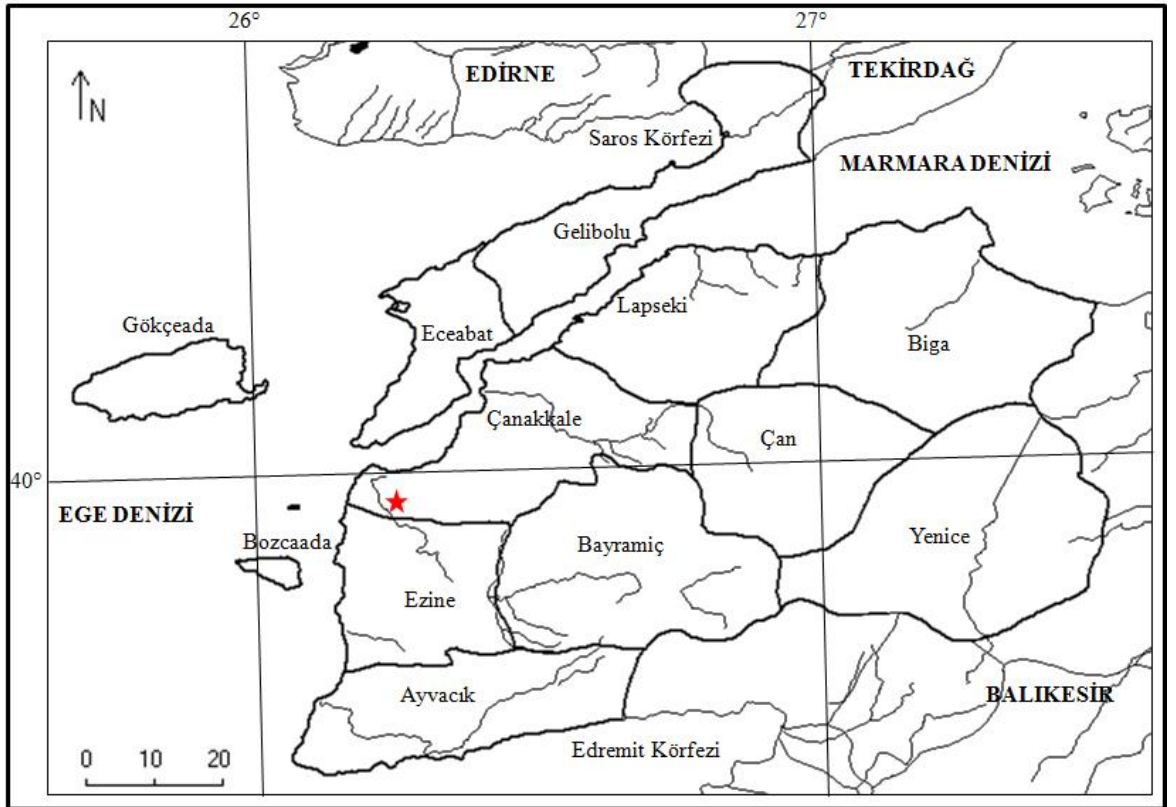 26°
27°
EDİRNE
TEKİRDAĞ
N
Saros Körfezi
MARMARA DENİZİ
Gelibolu
Lapseki
Gökçeada
Eceabat
Biga
Çanakkale
Çan
40°
EGE DENİZİ
Bozcaada
Bayramiç
Yenice
Ezine
Ayvacık
BALIKESİR
Edremit Körfezi
0 10 20